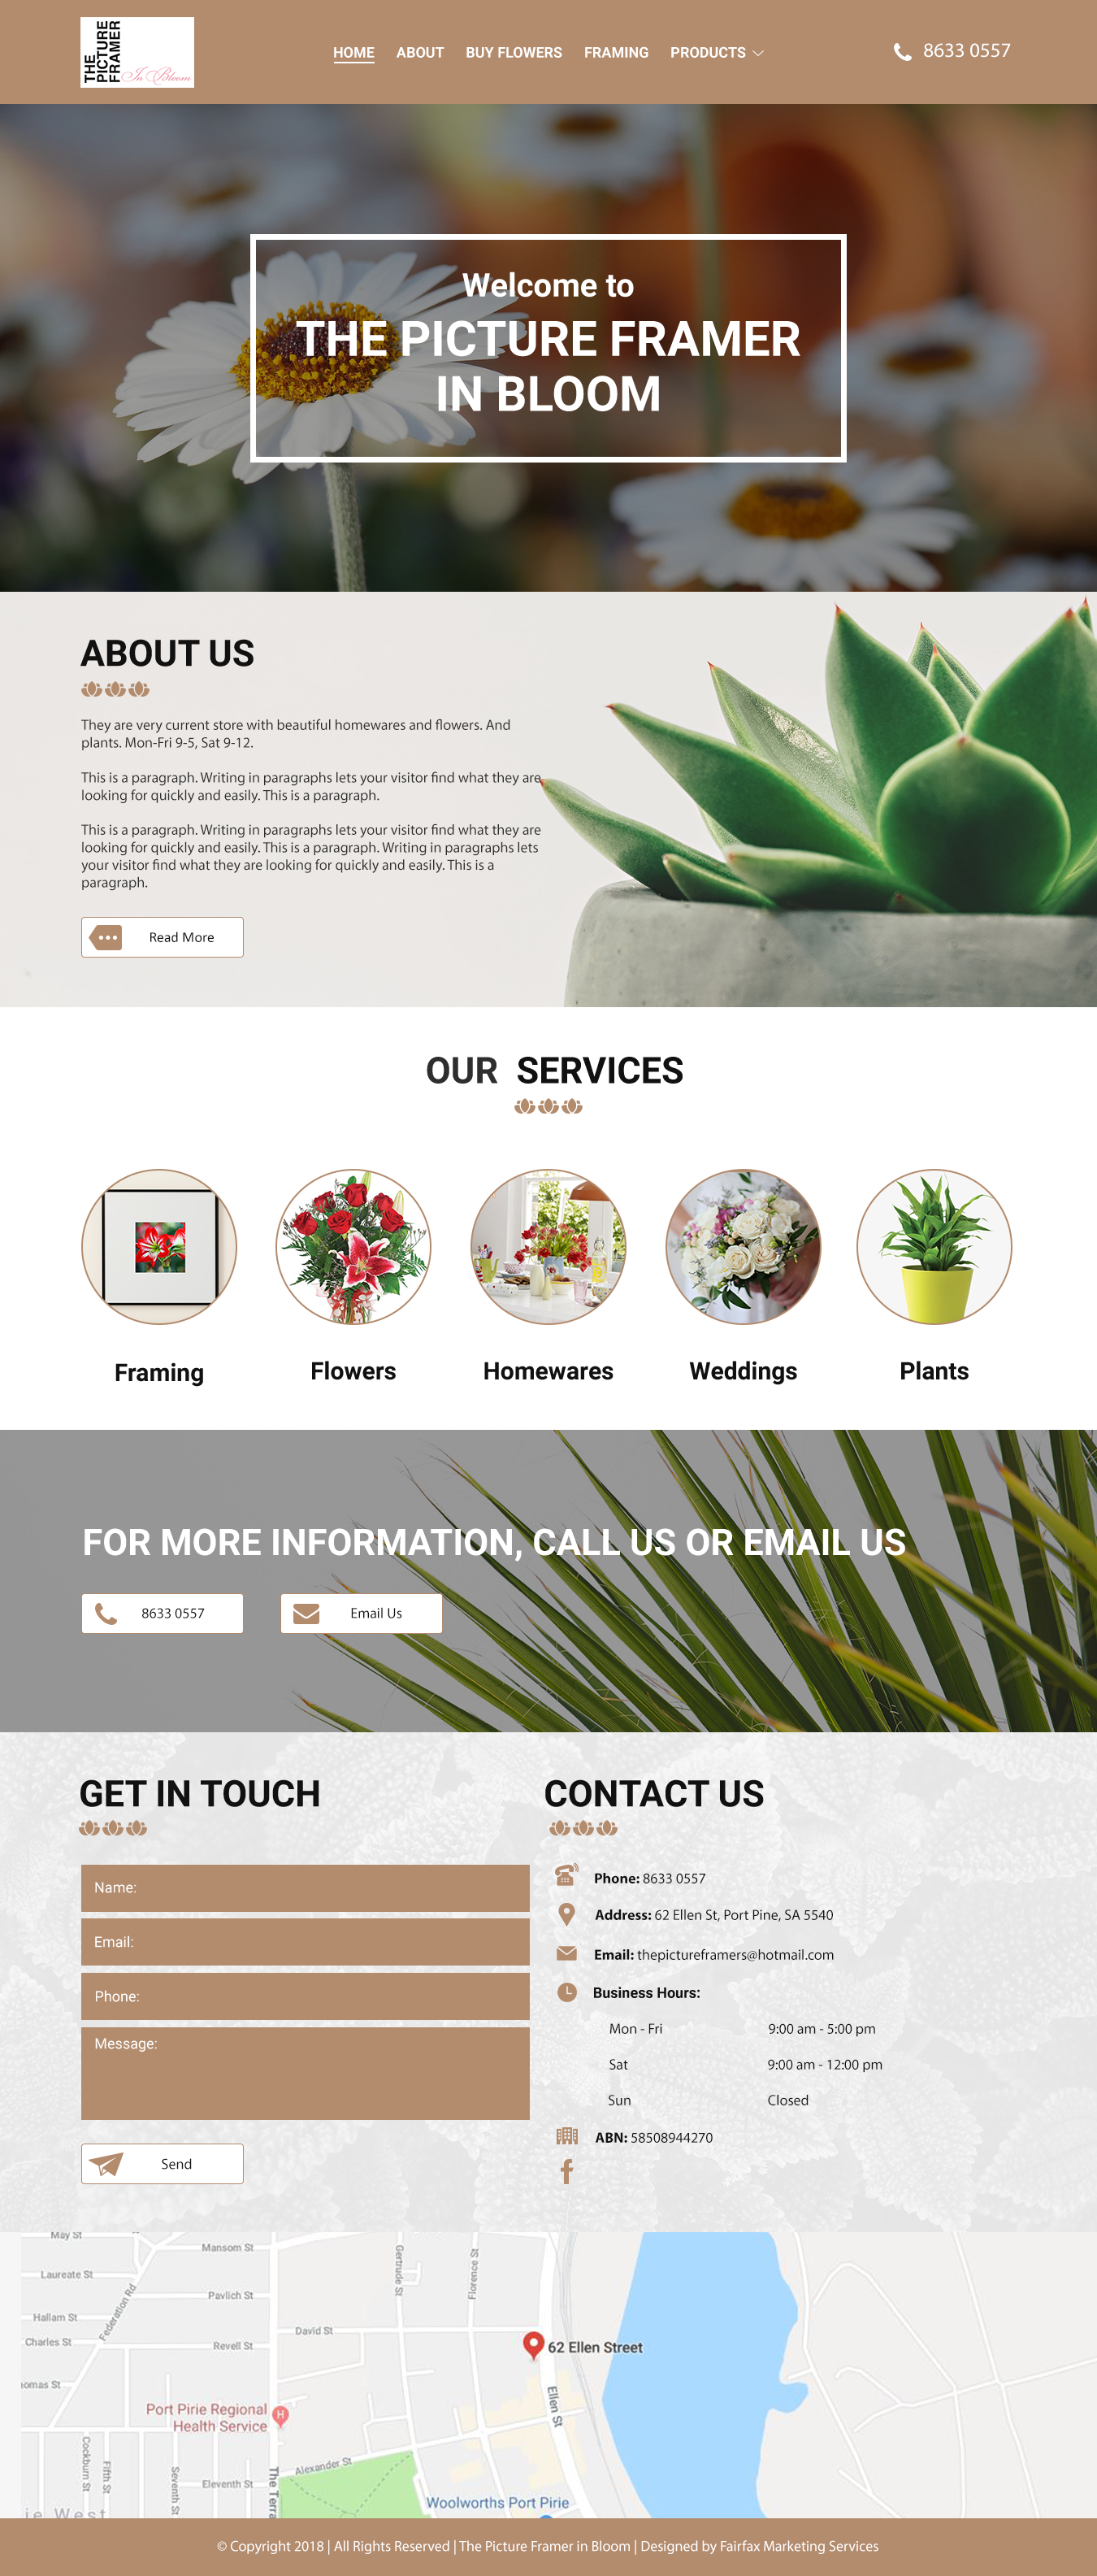 THE
PICTURE
FRAMER
In Bloom
HOME ABOUT BUY FLOWERS FRAMING PRODUCTS
8633 0557
Welcome to
THE PICTURE FRAMER
IN BLOOM
ABOUT US
They are very current store with beautiful homewares and flowers. And
plants. Mon-Fri 9-5, Sat 9-12.
This is a paragraph. Writing in paragraphs lets your visitor find what they are
looking for quickly and easily. This is a paragraph.
This is a paragraph. Writing in paragraphs lets your visitor find what they are
looking for quickly and easily. This is a paragraph. Writing in paragraphs lets
your visitor find what they are looking for quickly and easily. This is a
paragraph.
Read More
OUR SERVICES
Framing
Flowers
Homewares
Weddings
Plants
FOR MORE INFORMATION, CALL US OR EMAIL US
8633 0557
Email Us
GET IN TOUCH
Name:
Email:
Phone:
Message:
Send
CONTACT US
Phone: 8633 0557
Address: 62 Ellen St, Port Pine, SA 5540
Email: thepictureframers@hotmail.com
Business Hours:
Mon - Fri 9:00 am - 5:00 pm
Sat 9:00 am - 12:00 pm
Sun Closed
ABN: 58508944270
May St
Mansom St
Laureate St
Federation Rd
Pavlich St
Gertrude St
Florence St
Hallam St
Charles St
Revell St
David St
62 Ellen Street
omas St
Port Pirie Regional
Health Service
H
Ellen St
Cockburn St
Fifth St
Seventh St
Eleventh St
The Terra
Alexander St
Woolworths Port Pirie
ie West
© Copyright 2018 | All Rights Reserved | The Picture Framer in Bloom | Designed by Fairfax Marketing Services